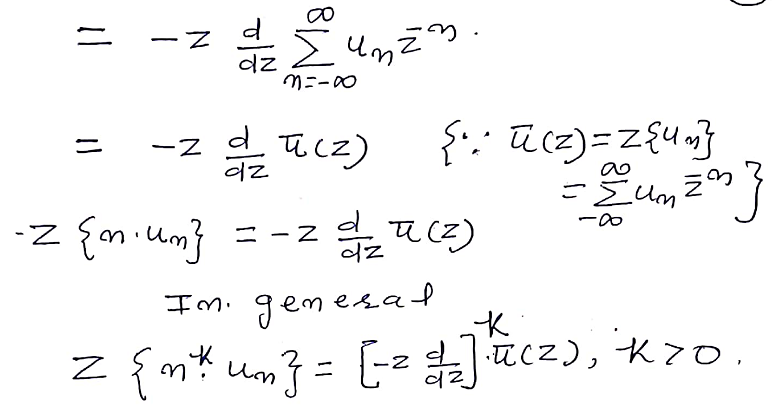 = -z d/dz ∑_{n=-∞}^{∞} u_n z^{-n}.
= -z d/dz ū(z) {∵ ū(z) = Z{u_n}
= ∑_{-∞}^{∞} u_n z^{-n}}
∴ Z{n·u_n} = -z d/dz ū(z)
In. general
Z{n^k. u_n} = [-z d/dz]^k. ū(z), k>0.